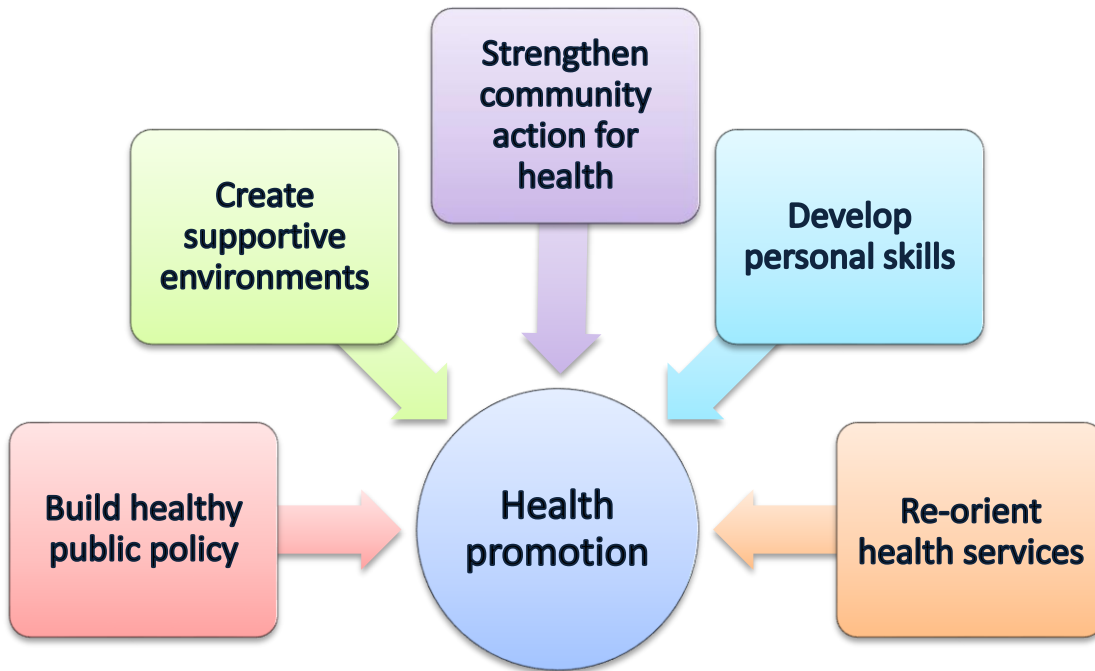 Strengthen
community
action for
health
Create
supportive
environments
Develop
personal skills
Build healthy
public policy
Health
promotion
Re-orient
health services